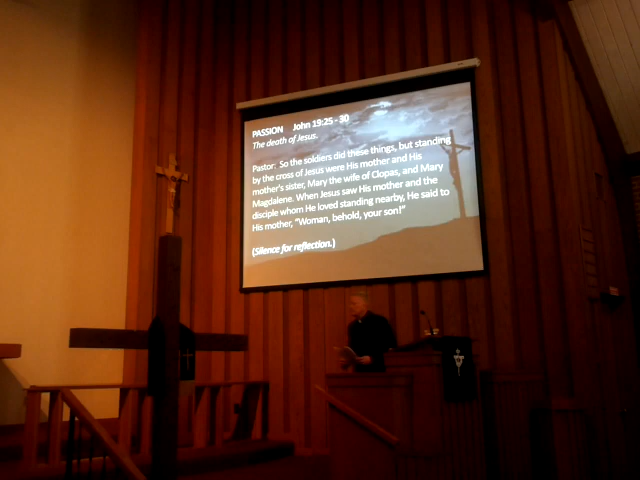 PASSION John 19:25 - 30
The death of Jesus.
Pastor: So the soldiers did these things, but standing
by the cross of Jesus were His mother and His
mother's sister, Mary the wife of Clopas, and Mary
Magdalene. When Jesus saw His mother and the
disciple whom He loved standing nearby, He said to
His mother, "Woman, behold, your son!"
(Silence for reflection.)